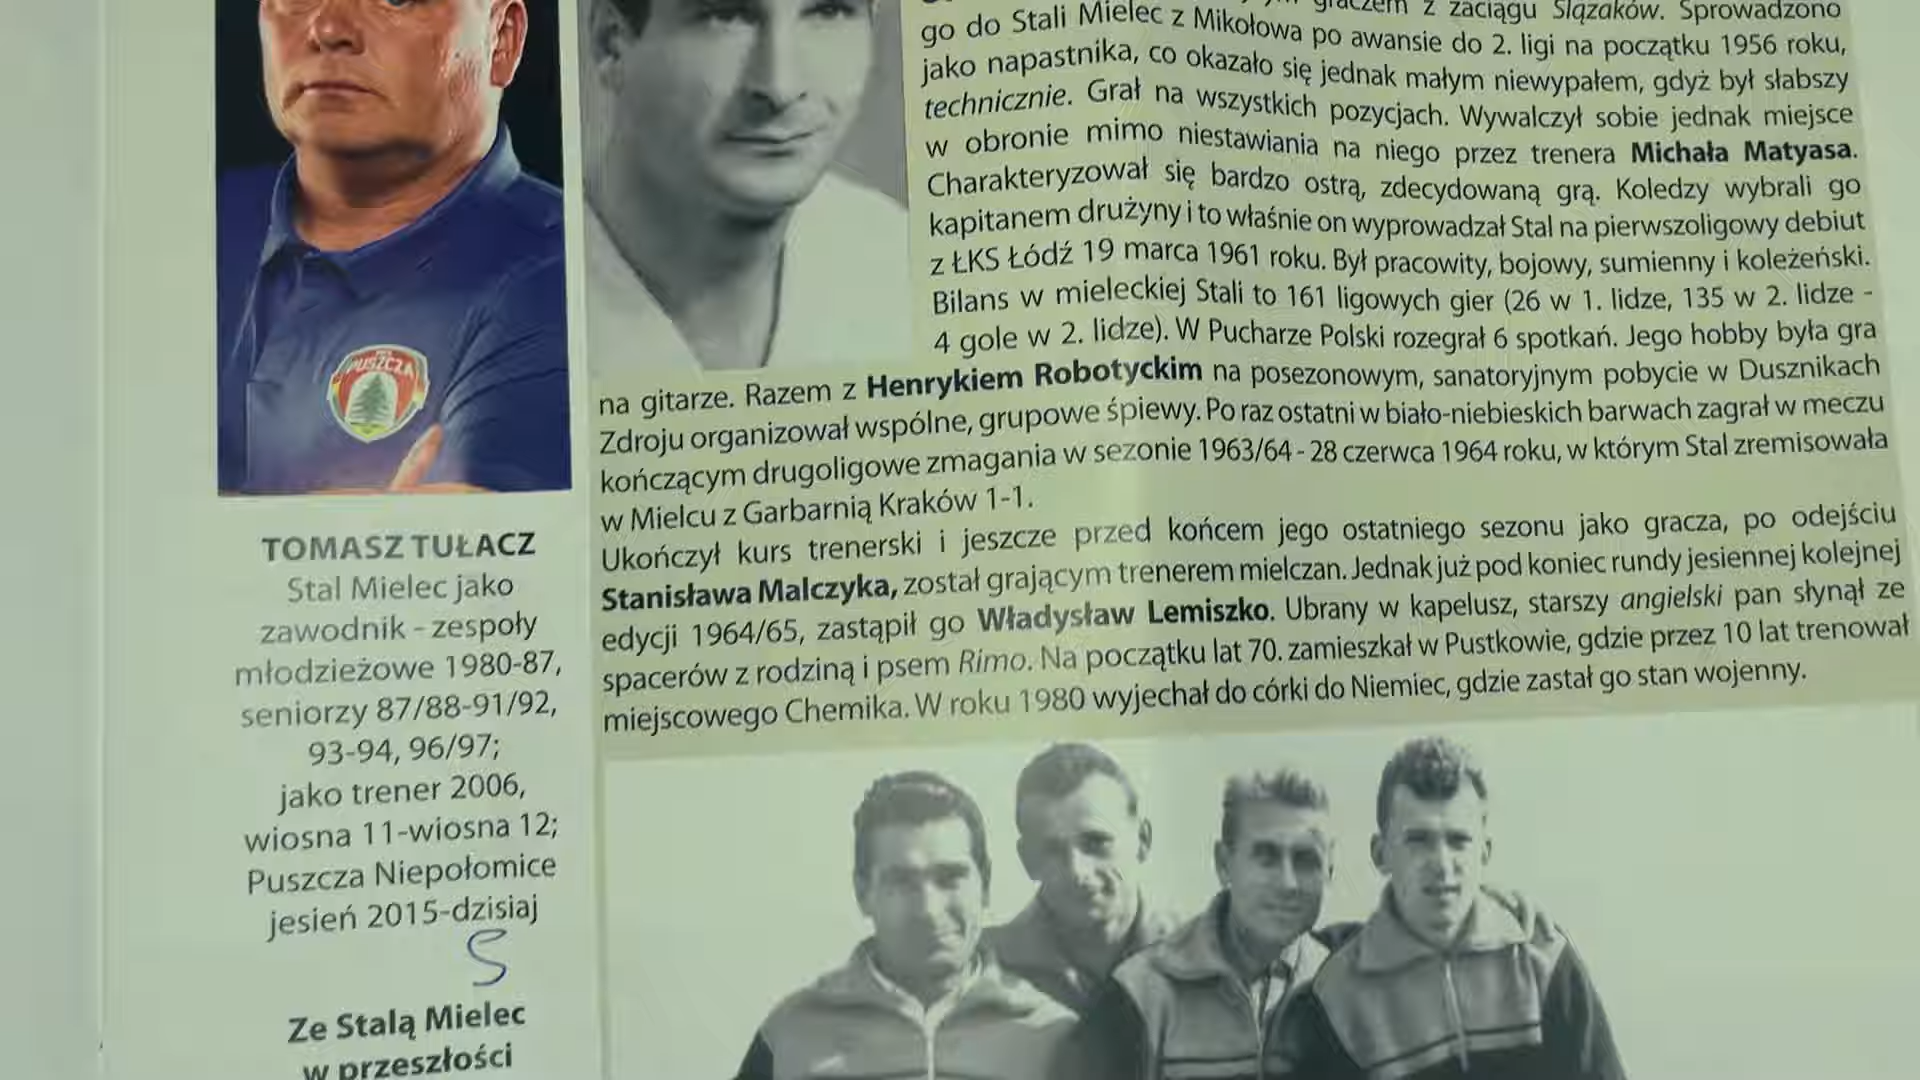 graczem z zaciągu Ślązaków. Sprowadzono
go do Stali Mielec z Mikołowa po awansie do 2. ligi na początku 1956 roku,
jako napastnika, co okazało się jednak małym niewypałem, gdyż był słabszy
technicznie. Grał na wszystkich pozycjach. Wywalczył sobie jednak miejsce
w obronie mimo niestawiania na niego przez trenera Michała Matyasa.
Charakteryzował się bardzo ostrą, zdecydowaną grą. Koledzy wybrali go
kapitanem drużyny i to właśnie on wyprowadzał Stal na pierwszoligowy debiut
z ŁKS Łódź 19 marca 1961 roku. Był pracowity, bojowy, sumienny i koleżeński.
Bilans w mieleckiej Stali to 161 ligowych gier (26 w 1. lidze, 135 w 2. lidze -
4 gole w 2. lidze). W Pucharze Polski rozegrał 6 spotkań. Jego hobby była gra
na gitarze. Razem z Henrykiem Robotyckim na posezonowym, sanatoryjnym pobycie w Dusznikach
Zdroju organizował wspólne, grupowe śpiewy. Po raz ostatni w biało-niebieskich barwach zagrał w meczu
kończącym drugoligowe zmagania w sezonie 1963/64 - 28 czerwca 1964 roku, w którym Stal zremisowała
w Mielcu z Garbarnią Kraków 1-1.
Ukończył kurs trenerski i jeszcze przed końcem jego ostatniego sezonu jako gracza, po odejściu
Stanisława Malczyka, został grającym trenerem mielczan. Jednak już pod koniec rundy jesiennej kolejnej
edycji 1964/65, zastąpił go Władysław Lemiszko. Ubrany w kapelusz, starszy angielski pan słynął ze
spacerów z rodziną i psem Rimo. Na początku lat 70. zamieszkał w Pustkowie, gdzie przez 10 lat trenował
miejscowego Chemika. W roku 1980 wyjechał do córki do Niemiec, gdzie zastał go stan wojenny.
PUSZCZA
TOMASZ TUŁACZ
Stal Mielec jako
zawodnik - zespoły
młodzieżowe 1980-87,
seniorzy 87/88-91/92,
93-94, 96/97;
jako trener 2006,
wiosna 11-wiosna 12;
Puszcza Niepołomice
jesień 2015-dzisiaj
S
Ze Stalą Mielec
w przeszłości